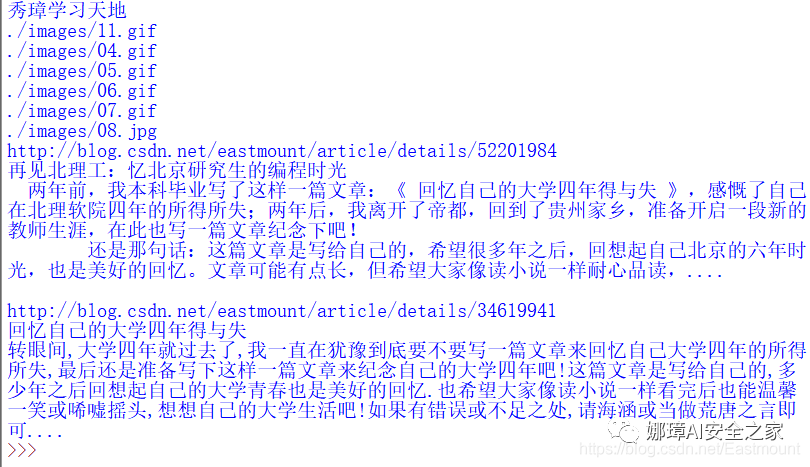 秀璋学习天地
./images/11.gif
./images/04.gif
./images/05.gif
./images/06.gif
./images/07.gif
./images/08.jpg
http://blog.csdn.net/eastmount/article/details/52201984
再见北理工：忆北京研究生的编程时光
两年前，我本科毕业写了这样一篇文章：《 回忆自己的大学四年得与失 》，感慨了自己
在北理软院四年的所得所失；两年后，我离开了帝都，回到了贵州家乡，准备开启一段新的
教师生涯，在此也写一篇文章纪念下吧！
还是那句话：这篇文章是写给自己的，希望很多年之后，回想起自己北京的六年时
光，也是美好的回忆。文章可能有点长，但希望大家像读小说一样耐心品读，....
http://blog.csdn.net/eastmount/article/details/34619941
回忆自己的大学四年得与失
转眼间,大学四年就过去了,我一直在犹豫到底要不要写一篇文章来回忆自己大学四年的所得
所失,最后还是准备写下这样一篇文章来纪念自己的大学四年吧!这篇文章是写给自己的,多
少年之后回想起自己的大学青春也是美好的回忆.也希望大家像读小说一样看完后也能温馨
一笑或唏嘘摇头,想想自己的大学生活吧!如果有错误或不足之处,请海涵或当做荒唐之言即
可....
>>>
娜璋AI安全之家
https://blog.csdn.net/Eastmount